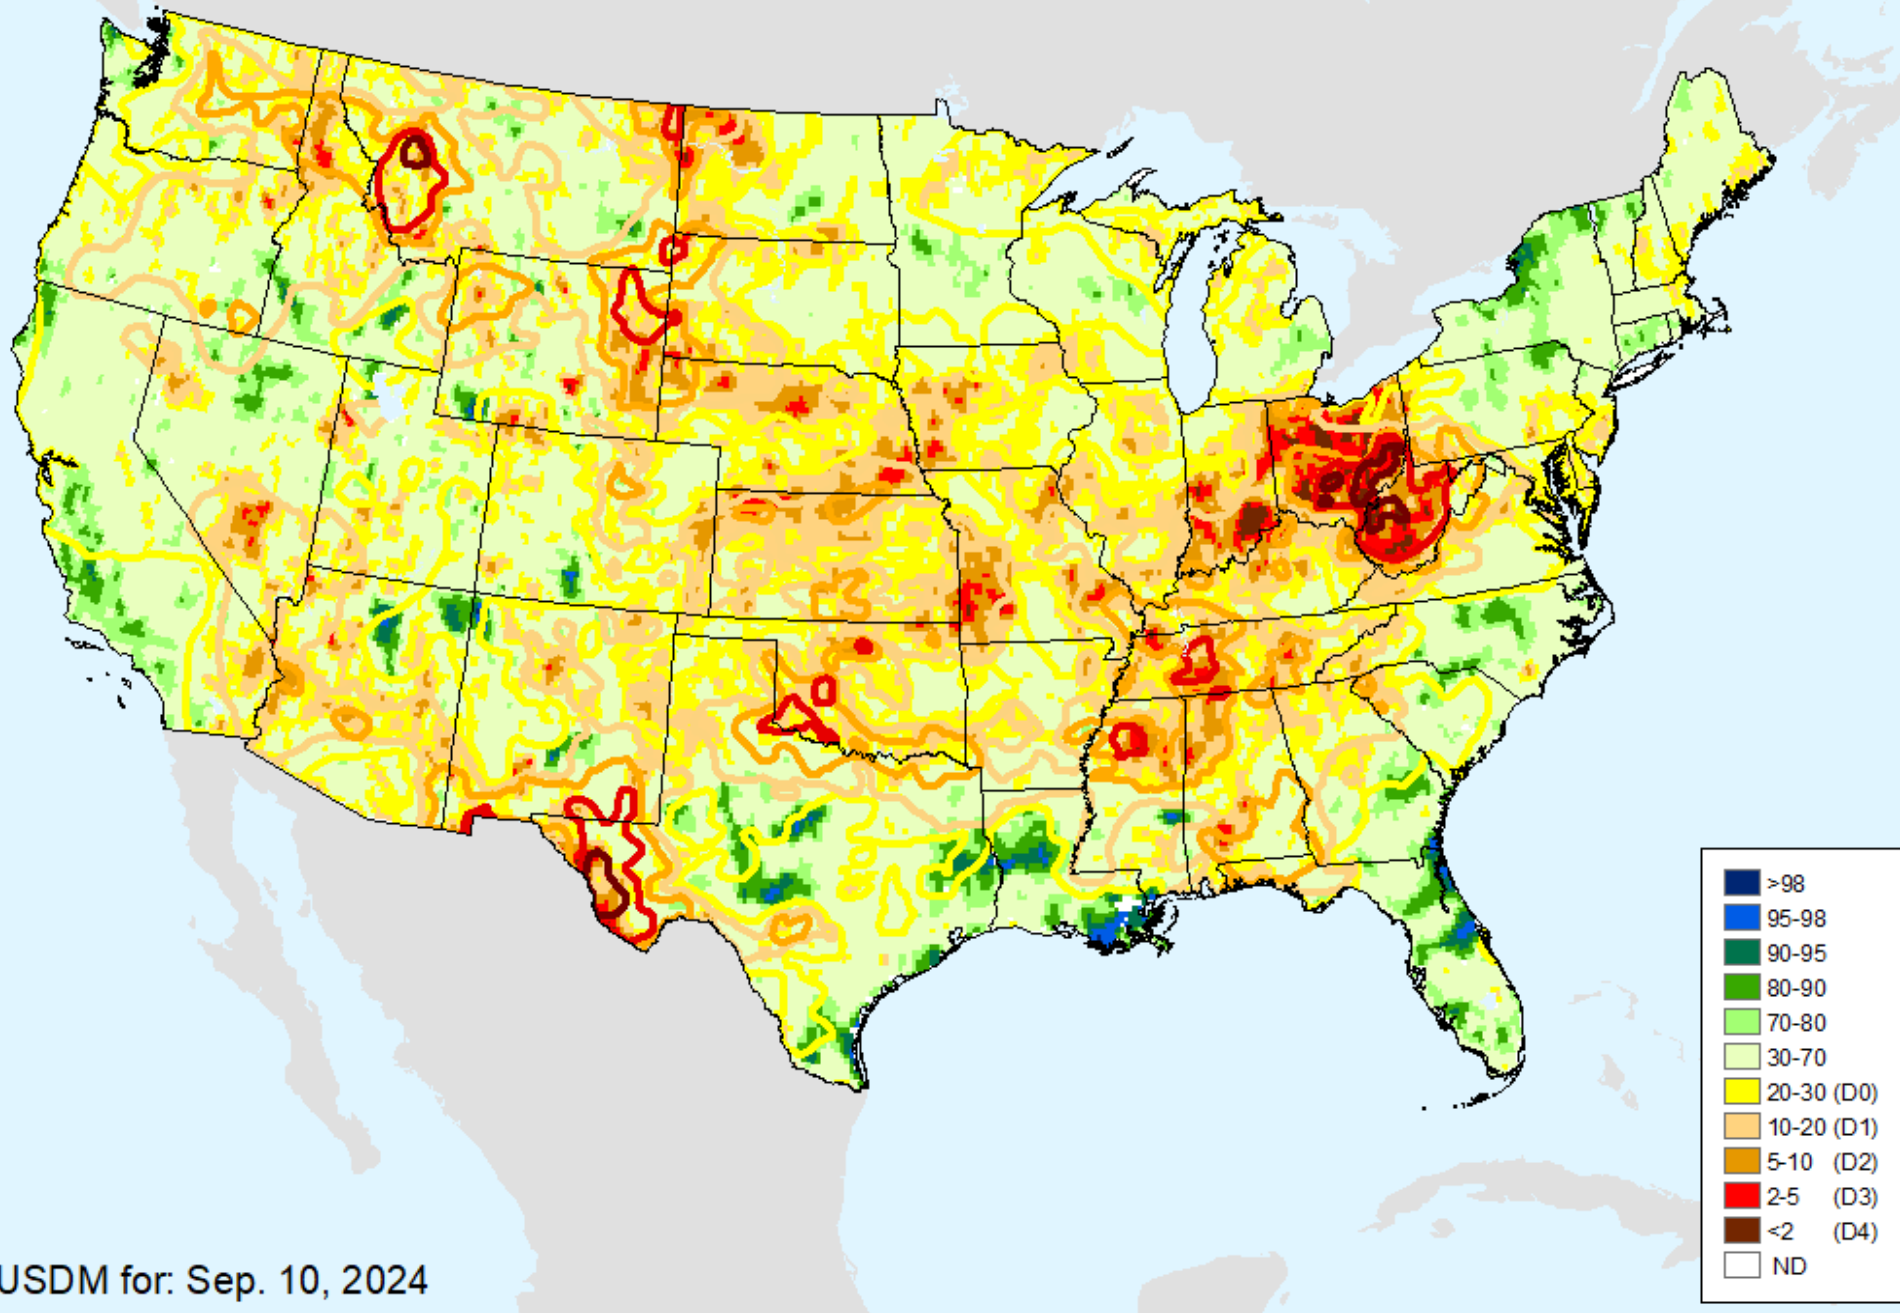 >98
95-98
90-95
80-90
70-80
30-70
20-30 (D0)
10-20 (D1)
5-10 (D2)
2-5 (D3)
<2 (D4)
ND
USDM for: Sep. 10, 2024